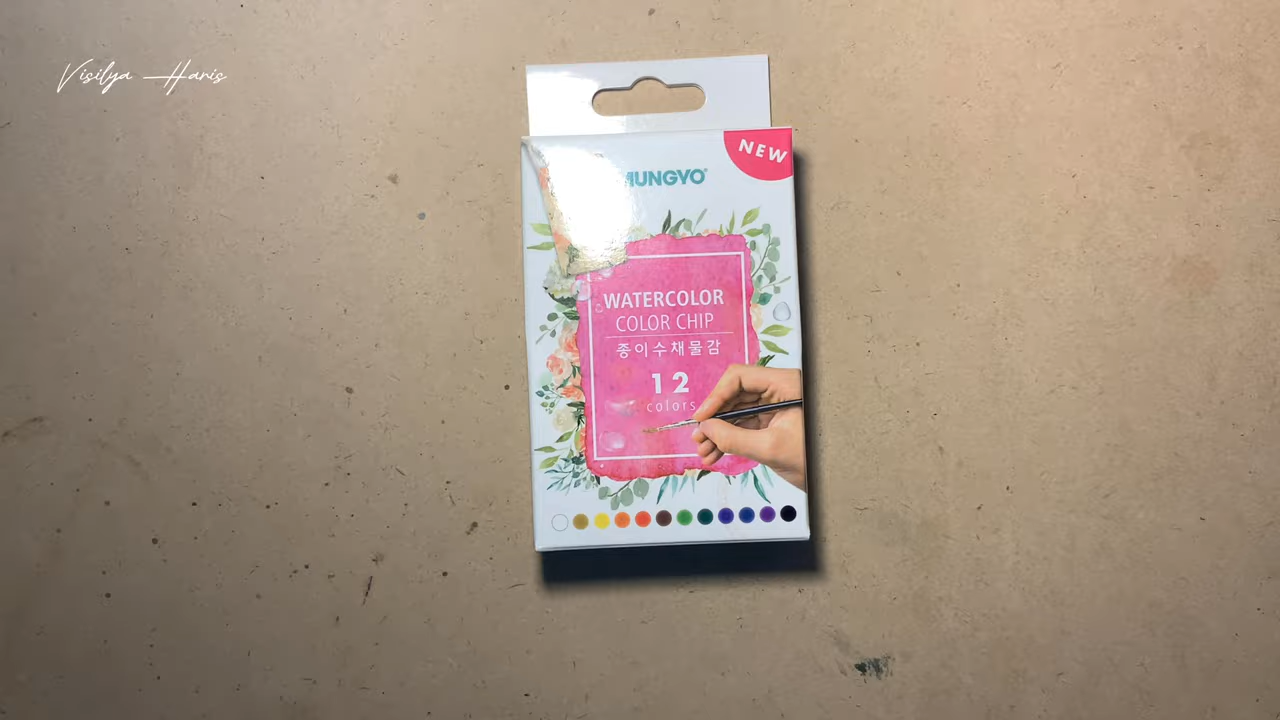 Visilya Haris
NEW
MUNGYO
WATERCOLOR
COLOR CHIP
종이수채물감
12
colors